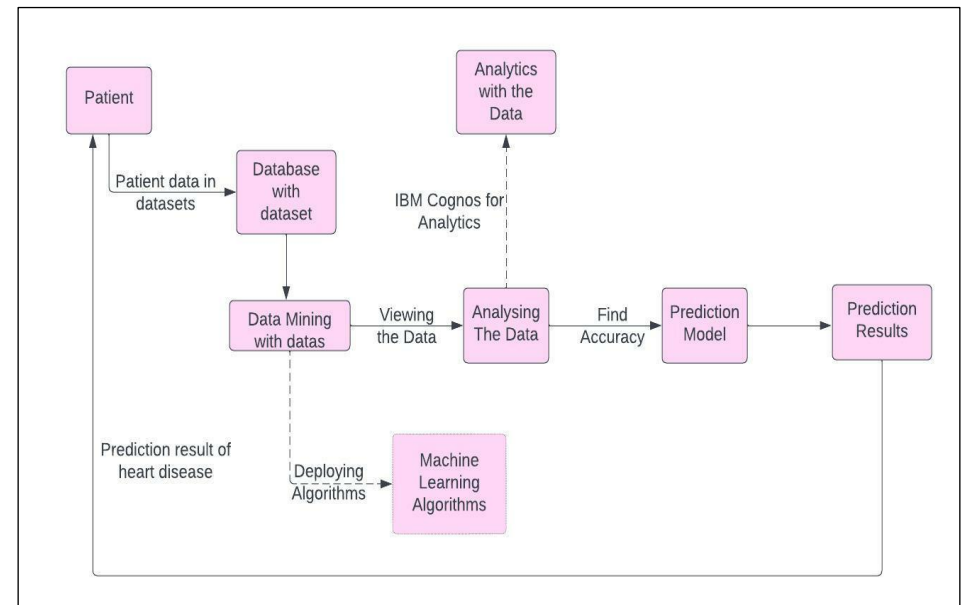 Patient
Analytics
with the
Data
Patient data in
datasets
Database
with
dataset
IBM Cognos for
Analytics
Data Mining
with datas
Viewing
the Data
Analysing
The Data
Find
Accuracy
Prediction
Model
Prediction
Results
Prediction result of
heart disease
Deploying
Algorithms
Machine
Learning
Algorithms